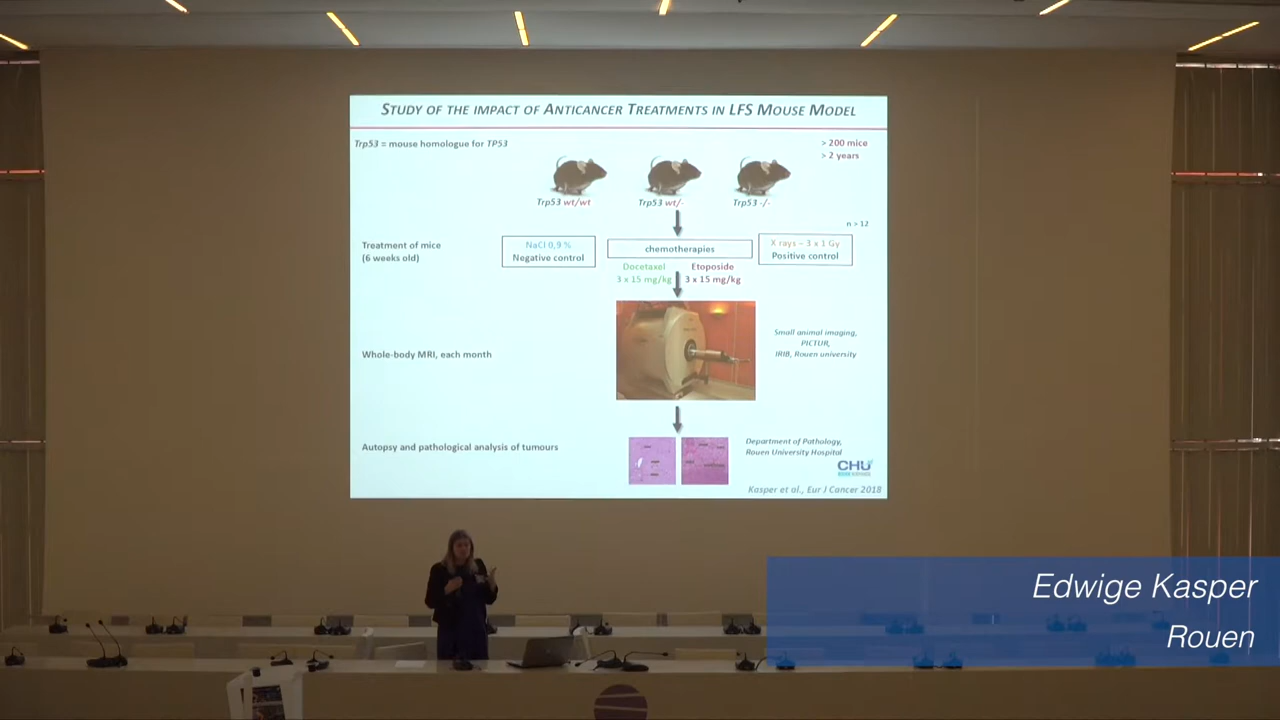 STUDY OF THE IMPACT OF ANTICANCER TREATMENTS IN LFS MOUSE MODEL
Trp53 = mouse homologue for TP53
> 200 mice
> 2 years
Trp53 wt/wt
Trp53 wt/-
Trp53 -/-
n > 12
Treatment of mice
(6 weeks old)
NaCl 0,9 %
Negative control
chemotherapies
X rays – 3 x 1 Gy
Positive control
Docetaxel
3 x 15 mg/kg
Etoposide
3 x 15 mg/kg
Whole-body MRI, each month
Small animal imaging,
PICTUR,
IRIB, Rouen university
Autopsy and pathological analysis of tumours
Department of Pathology,
Rouen University Hospital
CHU
Kasper et al., Eur J Cancer 2018
Edwige Kasper
Rouen